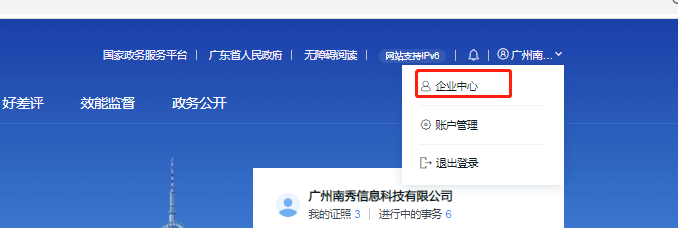 国家政务服务平台 | 广东省人民政府 | 无障碍阅读 | 网站支持IPv6 | 广州南...
好差评 效能监督 政务公开
企业中心
账户管理
退出登录
广州南秀信息科技有限公司
我的证照 3 | 进行中的事务 6